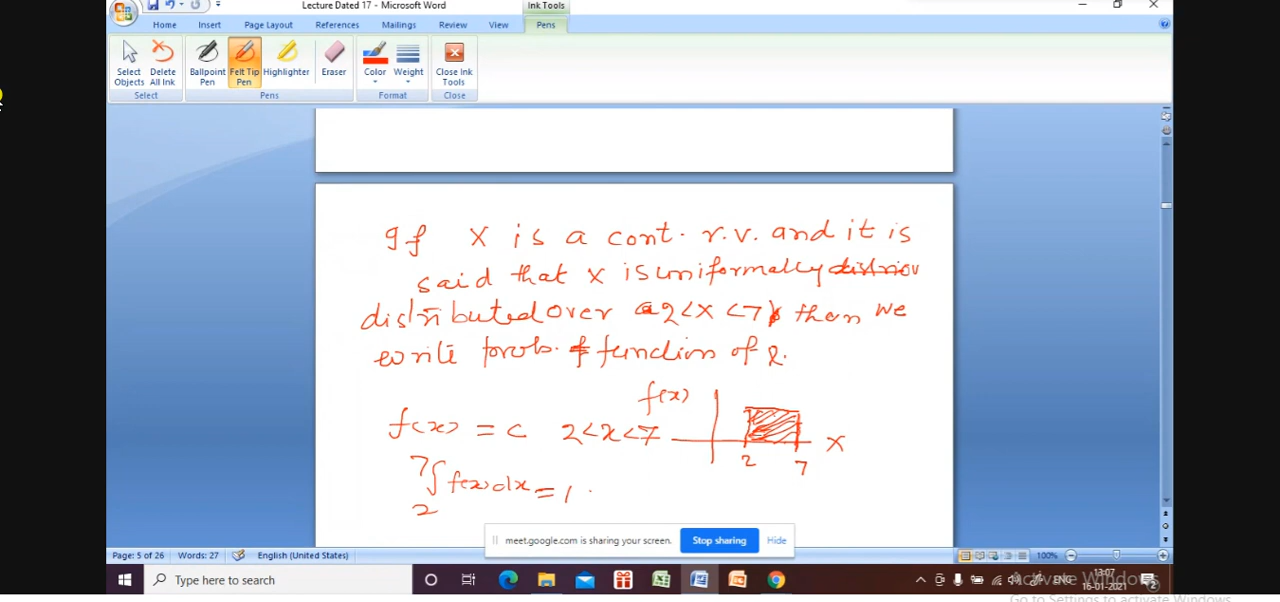 Lecture Dated 17 - Microsoft Word
Ink Tools
Home Insert Page Layout References Mailings Review View Pens
Select Objects
Delete All Ink
Ballpoint Pen
Felt Tip Pen
Highlighter
Eraser
Color
Weight
Close Ink Tools
Select Pens Format Close
If X is a cont. r.v. and it is
said that X is uniformally
distributed over 2<X<7 than we
write prob. function of
f(x) = c 2<x<7
f(x)
2 7 X
7
∫ f(x) dx = 1
2
meet.google.com is sharing your screen. Stop sharing Hide
Page: 5 of 26 Words: 27 English (United States) 100%
Type here to search
Activate Windows
Go to Settings to activate Windows.
ENG
13:07
16-01-2021
2